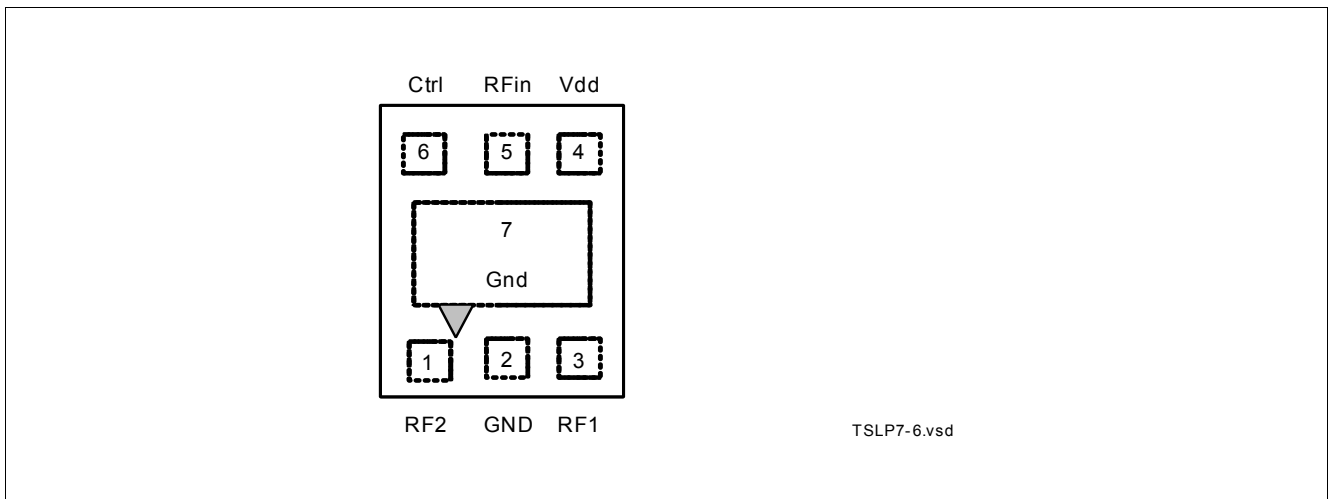 Ctrl RFin Vdd
6 5 4
7
Gnd
1 2 3
RF2 GND RF1
TSLP7-6.vsd